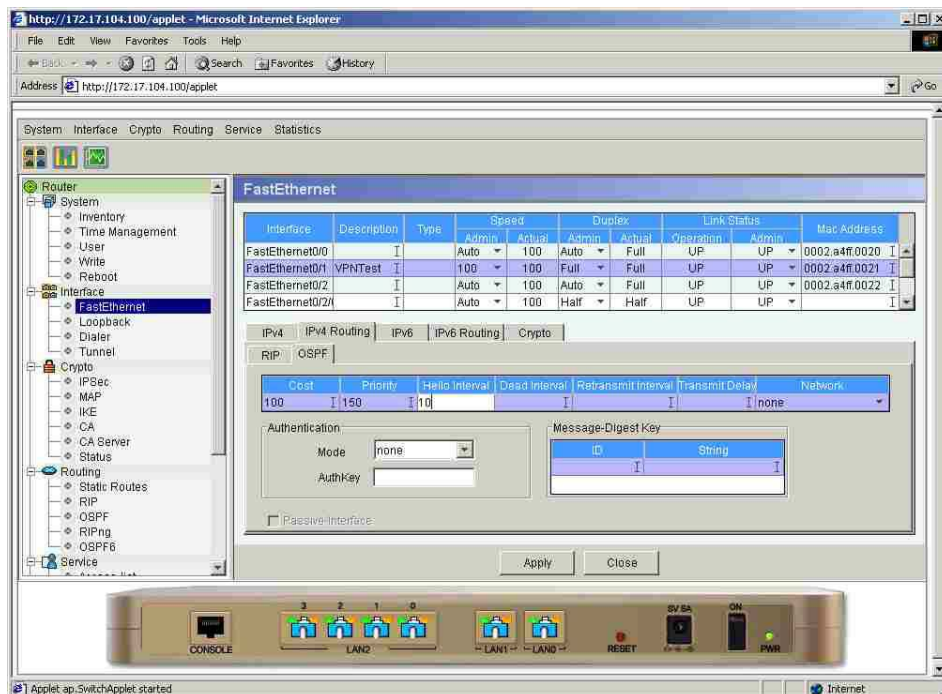 http://172.17.104.100/applet - Microsoft Internet Explorer
File Edit View Favorites Tools Help
Back Search Favorites History
Address http://172.17.104.100/applet Go
System Interface Crypto Routing Service Statistics
Router
System
Inventory
Time Management
User
Write
Reboot
Interface
FastEthernet
Loopback
Dialer
Tunnel
Crypto
IPSec
MAP
IKE
CA
CA Server
Status
Routing
Static Routes
RIP
OSPF
RIPng
OSPF6
Service
FastEthernet
Interface Description Type Speed Duplex Link Status Mac Address
Admin Actual Admin Actual Operation Admin
FastEthernet0/0 Auto 100 Auto Full UP UP 0002.a4ff.0020
FastEthernet0/1 VPNTest 100 100 Full Full UP UP 0002.a4ff.0021
FastEthernet0/2 Auto 100 Auto Full UP UP 0002.a4ff.0022
FastEthernet0/2/ Auto 100 Half Half UP UP
IPv4 IPv4 Routing IPv6 IPv6 Routing Crypto
RIP OSPF
Cost Priority Hello Interval Dead Interval Retransmit Interval Transmit Delay Network
100 150 10 none
Authentication
Mode none
AuthKey
Message-Digest Key
ID String
Passive-Interface
Apply Close
3 2 1 0
CONSOLE LAN2 LAN1 LAN0 RESET 5V 5A ON PWR
Applet ap.SwitchApplet started Internet